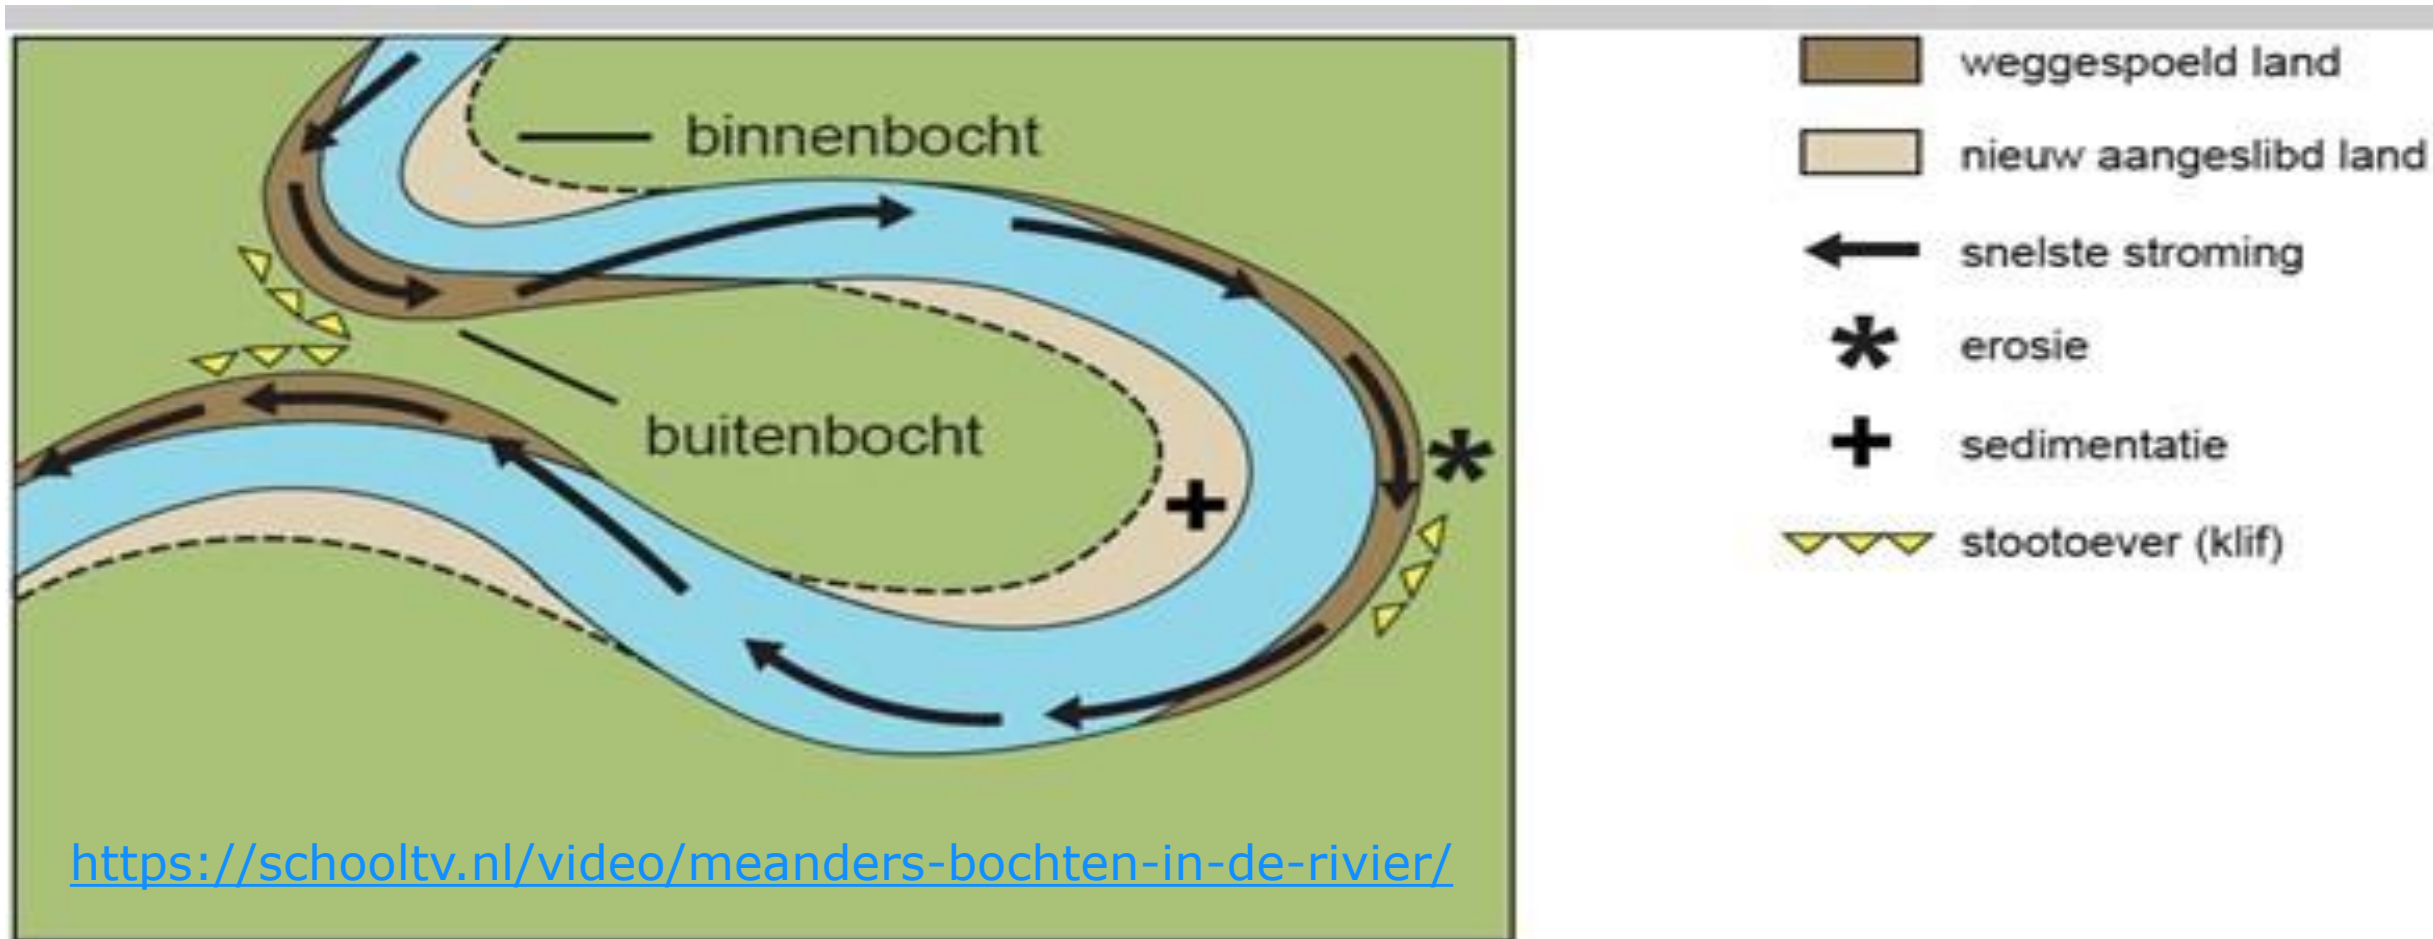 binnenbocht
buitenbocht
https://schooltv.nl/video/meanders-bochten-in-de-rivier/
weggespoeld land
nieuw aangeslibd land
snelste stroming
erosie
sedimentatie
stootoever (klif)